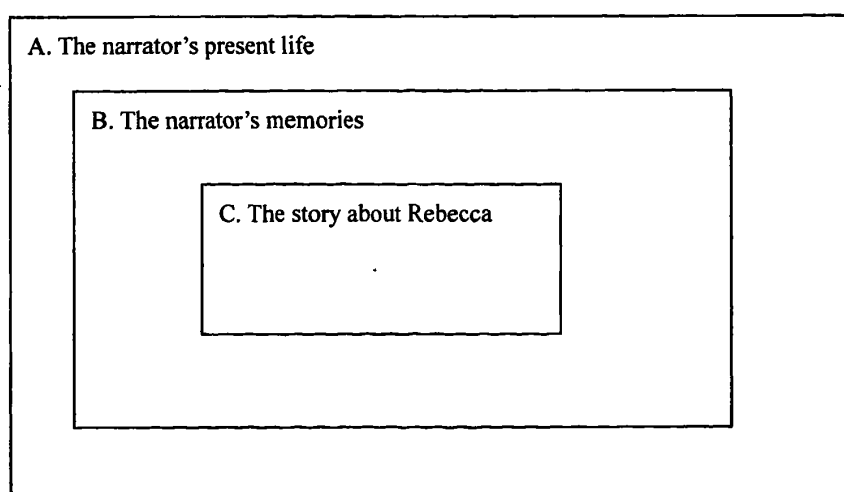 A. The narrator's present life
B. The narrator's memories
C. The story about Rebecca